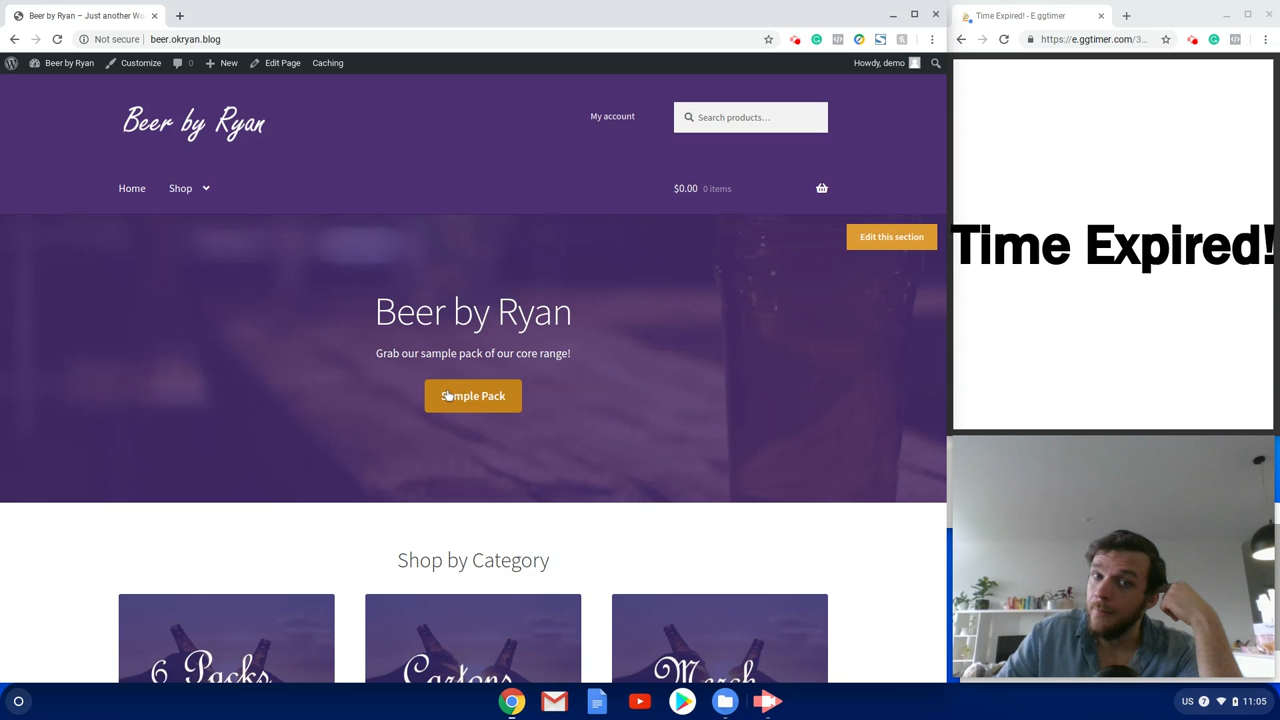 Beer by Ryan – Just another Wo
Not secure
beer.okryan.blog
Beer by Ryan
Customize
0
New
Edit Page
Caching
Howdy, demo
Beer by Ryan
My account
Search products…
Home
Shop
$0.00 0 items
Edit this section
Beer by Ryan
Grab our sample pack of our core range!
Sample Pack
Shop by Category
6 Packs
Cartons
Merch
Time Expired! - E.ggtimer
https://e.ggtimer.com/3...
Time Expired!
US
7
11:05